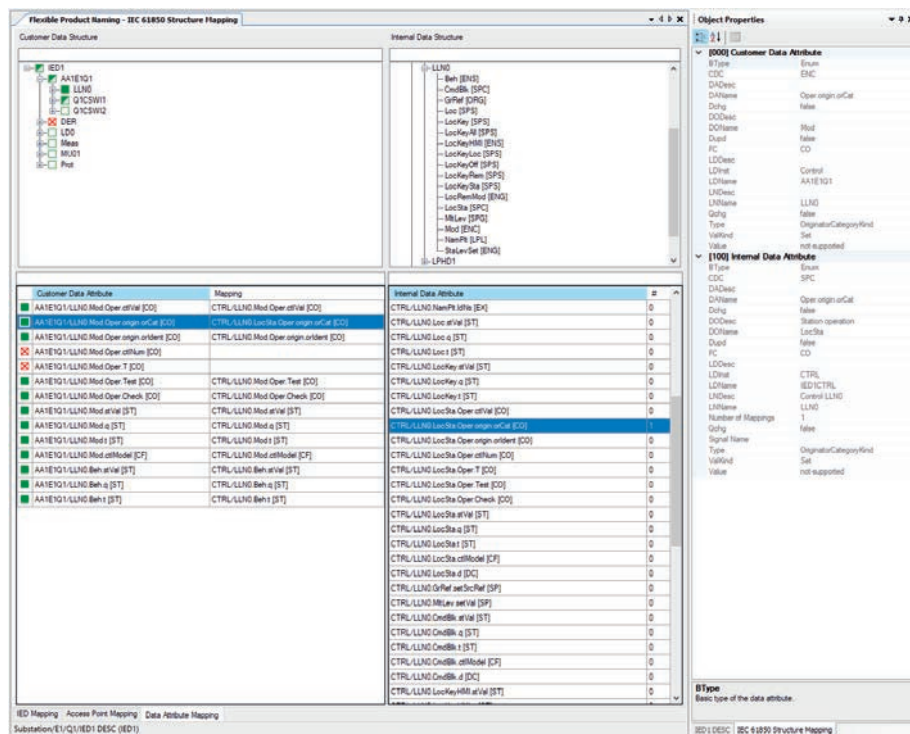 Flexible Product Naming - IEC 61850 Structure Mapping
Customer Data Structure
IED1
AA1E1Q1
LLN0
Q1CSWI1
Q1CSWI2
DER
LD0
Meas
MU01
Prot
Internal Data Structure
LLN0
Beh [ENS]
CmdBlk [SPC]
GrRef [ORG]
Loc [SPS]
LocKey [SPS]
LocKeyAll [SPS]
LocKeyHMI [ENS]
LocKeyLoc [SPS]
LocKeyOff [SPS]
LocKeyRem [SPS]
LocKeySta [SPS]
LocRemMod [ENG]
LocSta [SPC]
MltLev [SPG]
Mod [ENC]
NamPlt [LPL]
StaLevSet [ENG]
LPHD1
Customer Data Attribute Mapping
AA1E1Q1/LLN0.Mod.Oper.ctlVal [CO] CTRL/LLN0.Mod.Oper.ctlVal [CO]
AA1E1Q1/LLN0.Mod.Oper.origin.orCat [CO] CTRL/LLN0.LocSta.Oper.origin.orCat [CO]
AA1E1Q1/LLN0.Mod.Oper.origin.orIdent [CO] CTRL/LLN0.Mod.Oper.origin.orIdent [CO]
AA1E1Q1/LLN0.Mod.Oper.ctlNum [CO]
AA1E1Q1/LLN0.Mod.Oper.T [CO]
AA1E1Q1/LLN0.Mod.Oper.Test [CO] CTRL/LLN0.Mod.Oper.Test [CO]
AA1E1Q1/LLN0.Mod.Oper.Check [CO] CTRL/LLN0.Mod.Oper.Check [CO]
AA1E1Q1/LLN0.Mod.stVal [ST] CTRL/LLN0.Mod.stVal [ST]
AA1E1Q1/LLN0.Mod.q [ST] CTRL/LLN0.Mod.q [ST]
AA1E1Q1/LLN0.Mod.t [ST] CTRL/LLN0.Mod.t [ST]
AA1E1Q1/LLN0.Mod.ctlModel [CF] CTRL/LLN0.Mod.ctlModel [CF]
AA1E1Q1/LLN0.Beh.stVal [ST] CTRL/LLN0.Beh.stVal [ST]
AA1E1Q1/LLN0.Beh.q [ST] CTRL/LLN0.Beh.q [ST]
AA1E1Q1/LLN0.Beh.t [ST] CTRL/LLN0.Beh.t [ST]
Internal Data Attribute #
CTRL/LLN0.NamPlt.ldNs [EX] 0
CTRL/LLN0.Loc.stVal [ST] 0
CTRL/LLN0.Loc.q [ST] 0
CTRL/LLN0.Loc.t [ST] 0
CTRL/LLN0.LocKey.stVal [ST] 0
CTRL/LLN0.LocKey.q [ST] 0
CTRL/LLN0.LocKey.t [ST] 0
CTRL/LLN0.LocSta.Oper.ctlVal [CO] 0
CTRL/LLN0.LocSta.Oper.origin.orCat [CO] 1
CTRL/LLN0.LocSta.Oper.origin.orIdent [CO] 0
CTRL/LLN0.LocSta.Oper.ctlNum [CO] 0
CTRL/LLN0.LocSta.Oper.T [CO] 0
CTRL/LLN0.LocSta.Oper.Test [CO] 0
CTRL/LLN0.LocSta.Oper.Check [CO] 0
CTRL/LLN0.LocSta.stVal [ST] 0
CTRL/LLN0.LocSta.q [ST] 0
CTRL/LLN0.LocSta.t [ST] 0
CTRL/LLN0.LocSta.ctlModel [CF] 0
CTRL/LLN0.LocSta.d [DC] 0
CTRL/LLN0.GrRef.setSrcRef [SP] 0
CTRL/LLN0.MltLev.setVal [SP] 0
CTRL/LLN0.CmdBlk.stVal [ST] 0
CTRL/LLN0.CmdBlk.q [ST] 0
CTRL/LLN0.CmdBlk.t [ST] 0
CTRL/LLN0.CmdBlk.ctlModel [CF] 0
CTRL/LLN0.CmdBlk.d [DC] 0
CTRL/LLN0.LocKeyHMI.stVal [ST] 0
IED Mapping Access Point Mapping Data Attribute Mapping
Substation/E1/Q1/IED1 DESC (IED1)
Object Properties
[000] Customer Data Attribute
BType Enum
CDC ENC
DADesc
DAName Oper.origin.orCat
Dchg false
DODesc
DOName Mod
Dupd false
FC CO
LDDesc
LDInst Control
LDName AA1E1Q1
LNDesc
LNName LLN0
Qchg false
Type OriginatorCategoryKind
ValKind Set
Value not-supported
[100] Internal Data Attribute
BType Enum
CDC SPC
DADesc
DAName Oper.origin.orCat
Dchg false
DODesc Station operation
DOName LocSta
Dupd false
FC CO
LDDesc
LDInst CTRL
LDName IED1CTRL
LNDesc Control LLN0
LNName LLN0
Number of Mappings 1
Qchg false
Signal Name
Type OriginatorCategoryKind
ValKind Set
Value not-supported
BType
Basic type of the data attribute.
IED1 DESC IEC 61850 Structure Mapping